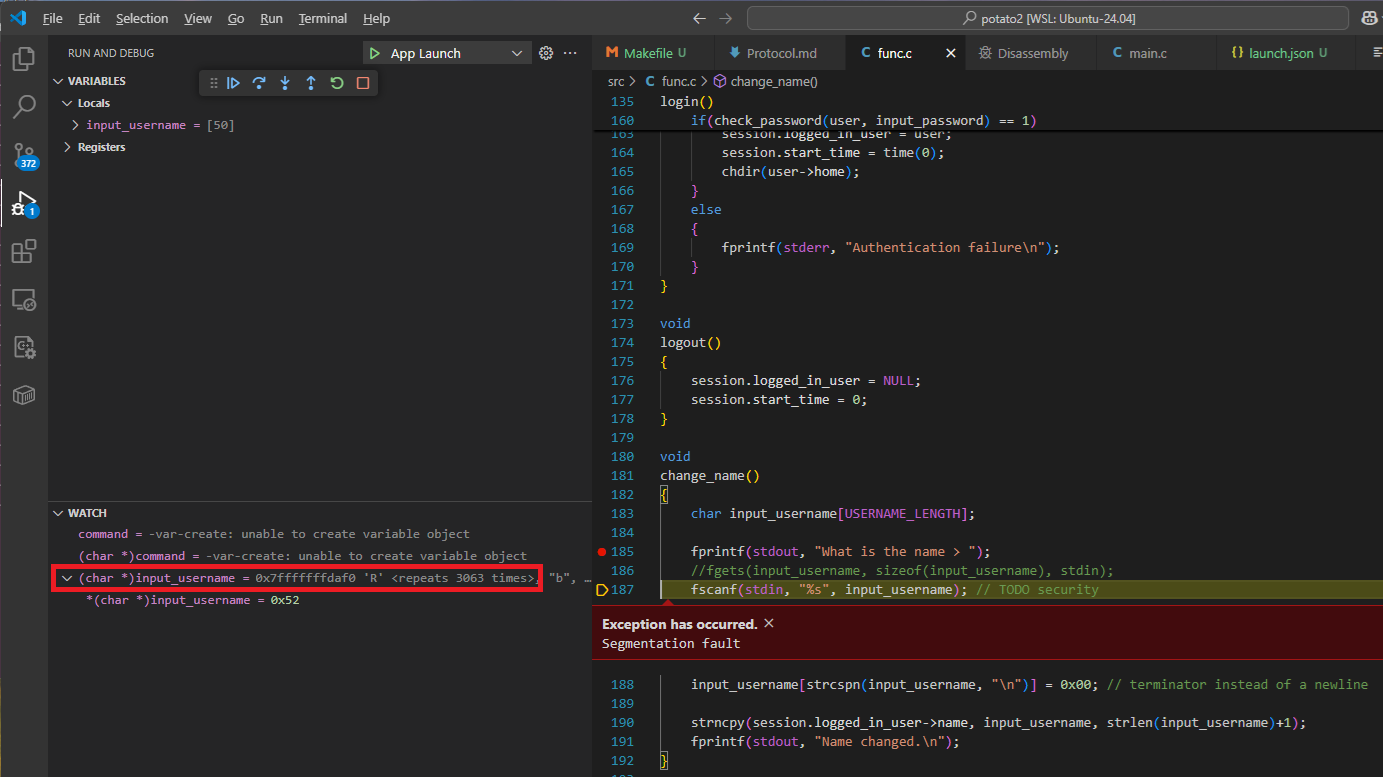 File Edit Selection View Go Run Terminal Help
potato2 [WSL: Ubuntu-24.04]
RUN AND DEBUG
App Launch
VARIABLES
Locals
input_username = [50]
Registers
372
1
WATCH
command = -var-create: unable to create variable object
(char *)command = -var-create: unable to create variable object
(char *)input_username = 0x7fffffffdaf0 'R' <repeats 3063 times>, "b", …
*(char *)input_username = 0x52
Makefile U
Protocol.md
func.c
Disassembly
main.c
launch.json U
src > C func.c > change_name()
135 login()
160 if(check_password(user, input_password) == 1)
163 session.logged_in_user = user;
164 session.start_time = time(0);
165 chdir(user->home);
166 }
167 else
168 {
169 fprintf(stderr, "Authentication failure\n");
170 }
171 }
172
173 void
174 logout()
175 {
176 session.logged_in_user = NULL;
177 session.start_time = 0;
178 }
179
180 void
181 change_name()
182 {
183 char input_username[USERNAME_LENGTH];
184
185 fprintf(stdout, "What is the name > ");
186 //fgets(input_username, sizeof(input_username), stdin);
187 fscanf(stdin, "%s", input_username); // TODO security
Exception has occurred.
Segmentation fault
188 input_username[strcspn(input_username, "\n")] = 0x00; // terminator instead of a newline
189
190 strncpy(session.logged_in_user->name, input_username, strlen(input_username)+1);
191 fprintf(stdout, "Name changed.\n");
192 }